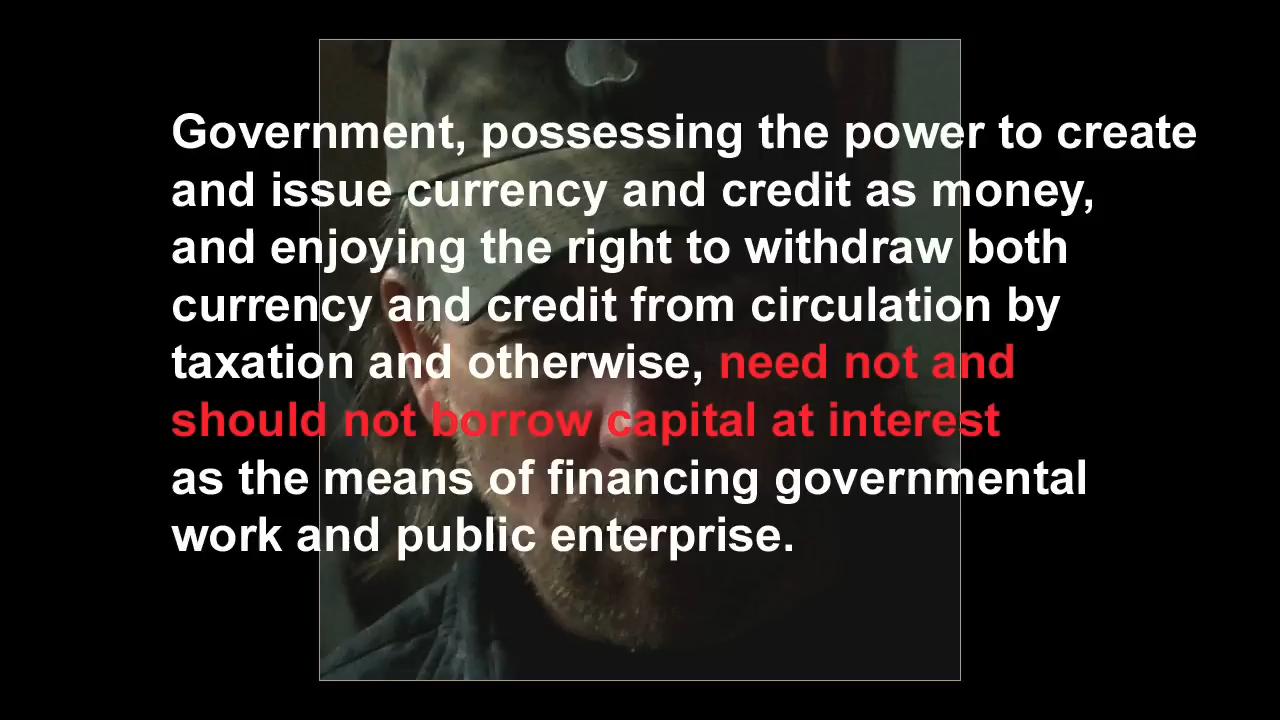 Government, possessing the power to create
and issue currency and credit as money,
and enjoying the right to withdraw both
currency and credit from circulation by
taxation and otherwise, need not and
should not borrow capital at interest
as the means of financing governmental
work and public enterprise.